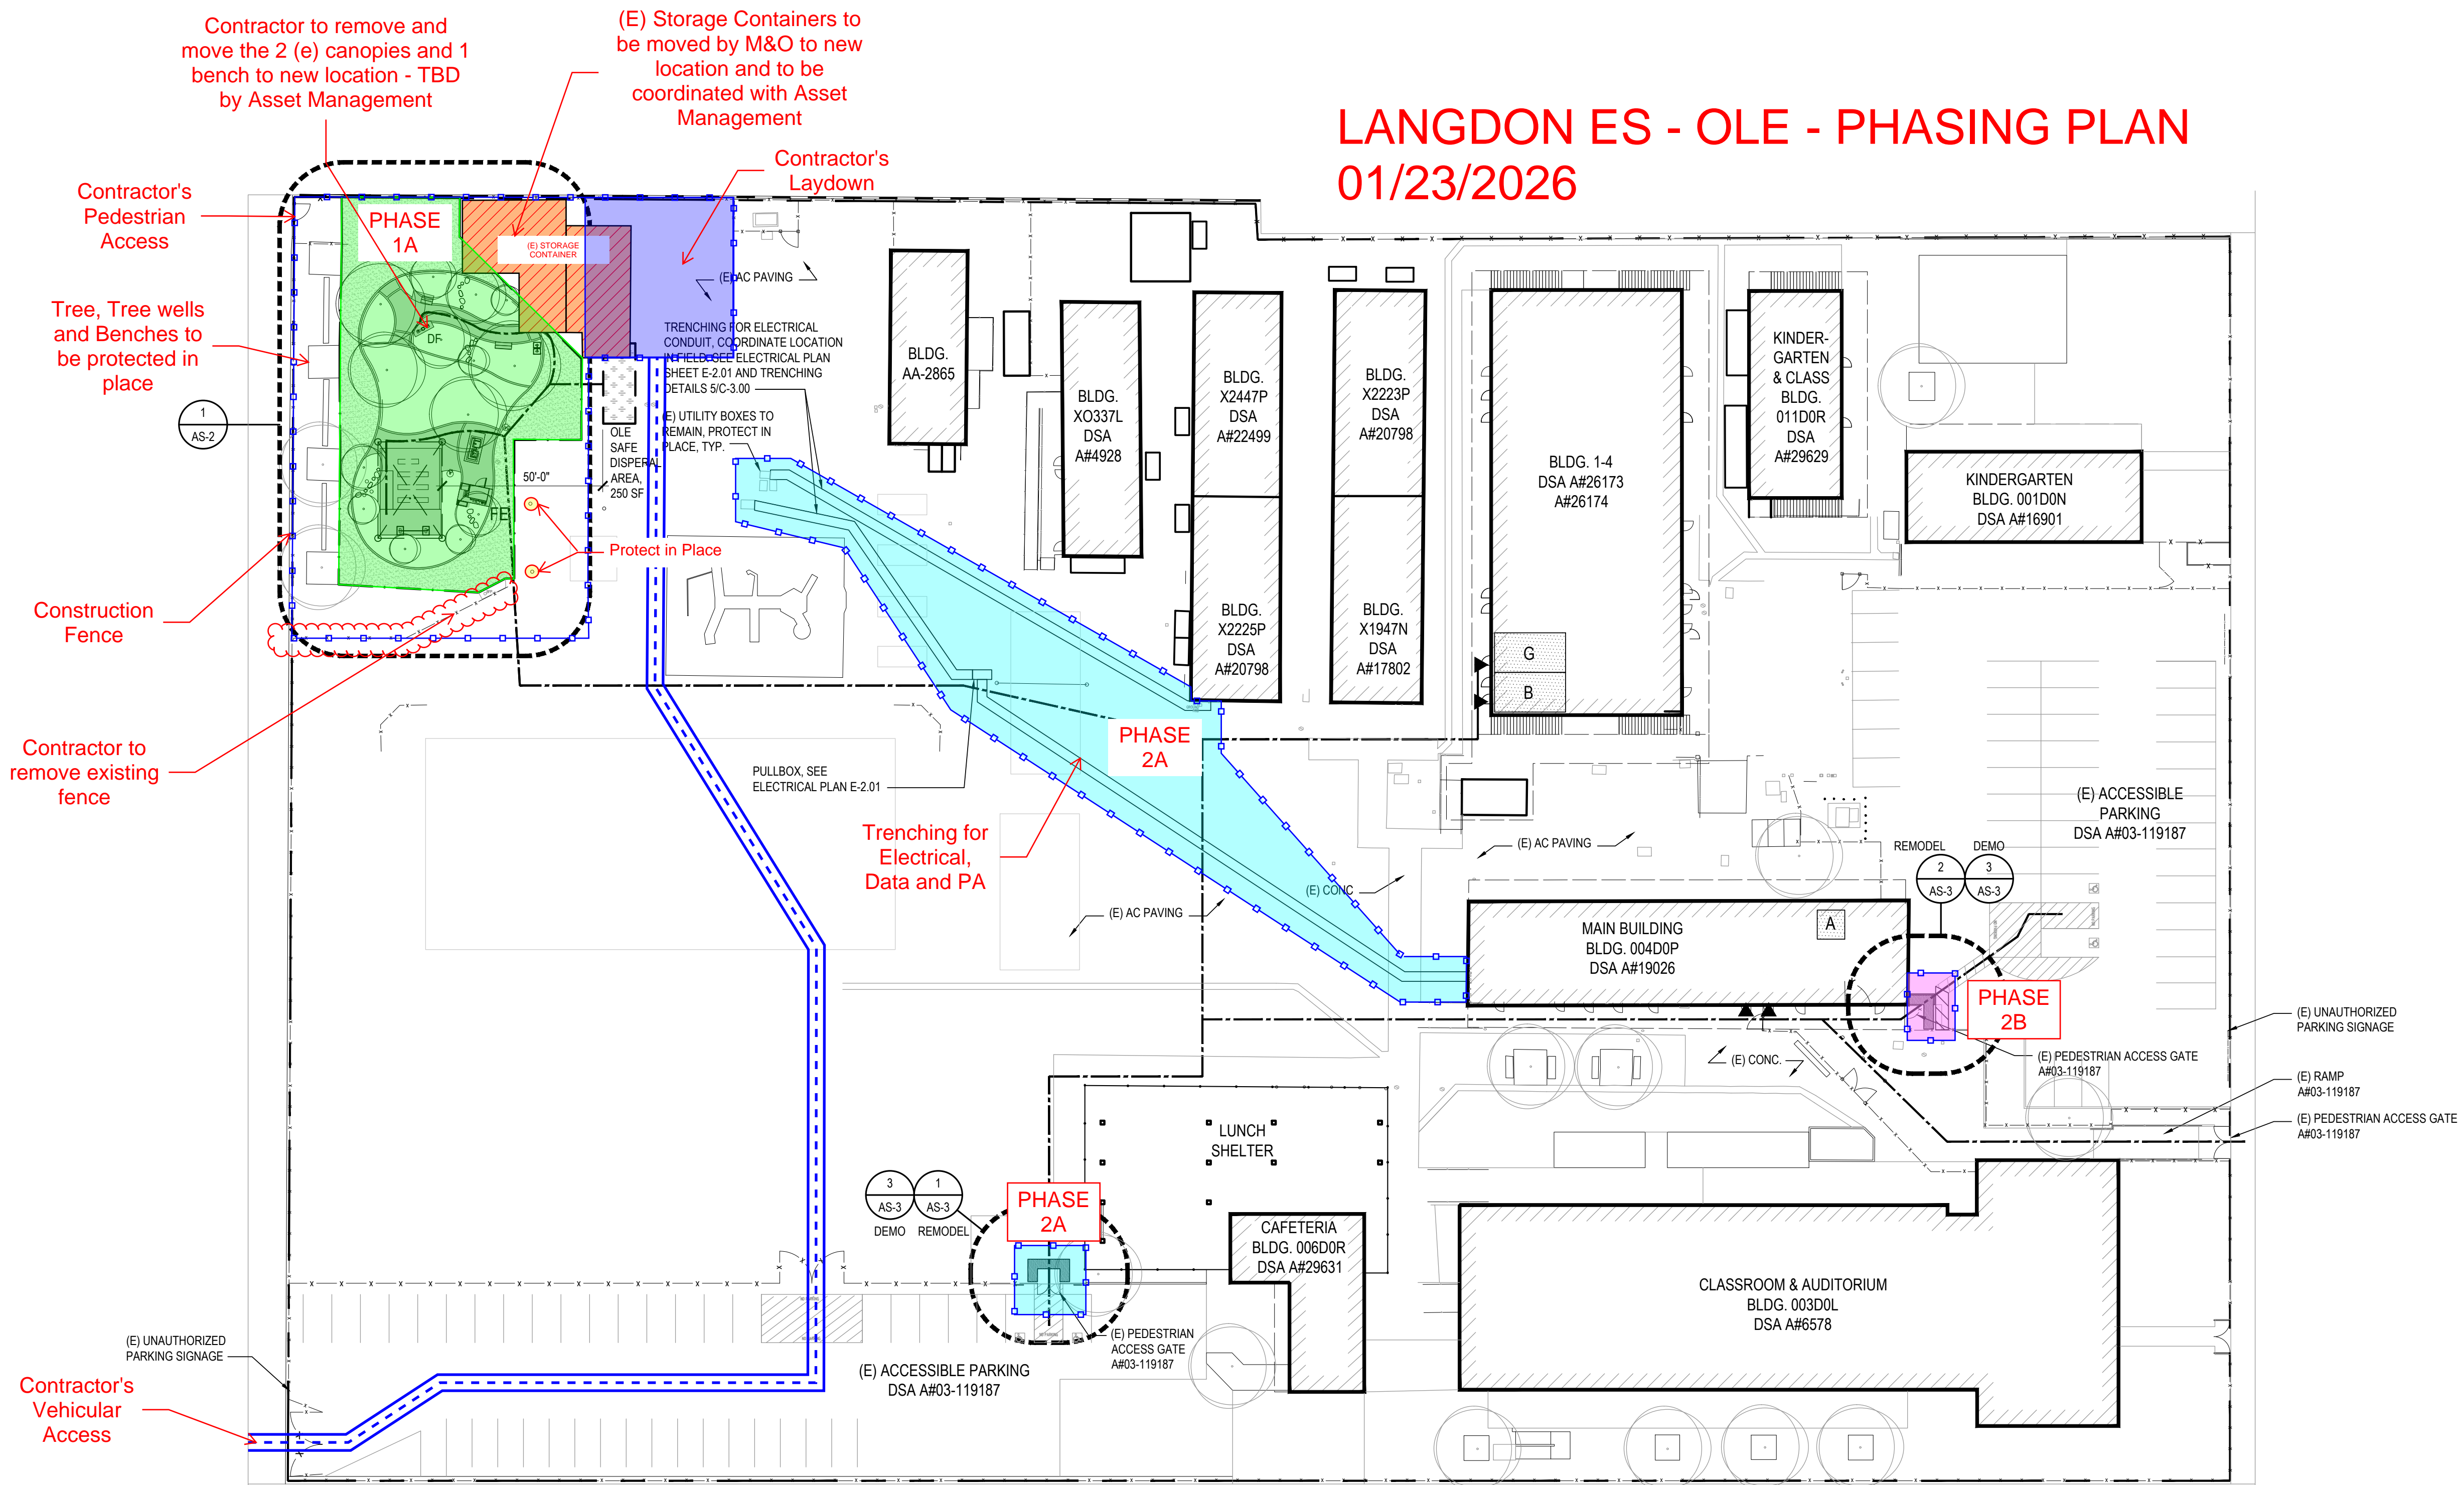 Contractor to remove and
move the 2 (e) canopies and 1
bench to new location - TBD
by Asset Management
(E) Storage Containers to
be moved by M&O to new
location and to be
coordinated with Asset
Management
LANGDON ES - OLE - PHASING PLAN
01/23/2026
Contractor's
Laydown
Contractor's
Pedestrian
Access
PHASE
1A
(E) STORAGE
CONTAINER
(E) AC PAVING
Tree, Tree wells
and Benches to
be protected in
place
DF
TRENCHING FOR ELECTRICAL
CONDUIT, COORDINATE LOCATION
IN FIELD SEE ELECTRICAL PLAN
SHEET E-2.01 AND TRENCHING
DETAILS 5/C-3.00
(E) UTILITY BOXES TO
REMAIN, PROTECT IN
PLACE, TYP.
1
AS-2
OLE
SAFE
DISPERAL
AREA,
250 SF
50'-0"
FE
Protect in Place
BLDG.
AA-2865
BLDG.
XO337L
DSA
A#4928
BLDG.
X2447P
DSA
A#22499
BLDG.
X2223P
DSA
A#20798
BLDG. 1-4
DSA A#26173
A#26174
KINDER-
GARTEN
& CLASS
BLDG.
011D0R
DSA
A#29629
KINDERGARTEN
BLDG. 001D0N
DSA A#16901
BLDG.
X2225P
DSA
A#20798
BLDG.
X1947N
DSA
A#17802
G
B
Construction
Fence
Contractor to
remove existing
fence
PHASE
2A
PULLBOX, SEE
ELECTRICAL PLAN E-2.01
Trenching for
Electrical,
Data and PA
(E) AC PAVING
(E) CONC
(E) AC PAVING
(E) ACCESSIBLE
PARKING
DSA A#03-119187
REMODEL
DEMO
2
AS-3
3
AS-3
MAIN BUILDING
BLDG. 004D0P
DSA A#19026
A
PHASE
2B
(E) UNAUTHORIZED
PARKING SIGNAGE
(E) PEDESTRIAN ACCESS GATE
A#03-119187
(E) RAMP
A#03-119187
(E) PEDESTRIAN ACCESS GATE
A#03-119187
(E) CONC.
LUNCH
SHELTER
3
AS-3
1
AS-3
DEMO
REMODEL
PHASE
2A
CAFETERIA
BLDG. 006D0R
DSA A#29631
CLASSROOM & AUDITORIUM
BLDG. 003D0L
DSA A#6578
(E) PEDESTRIAN
ACCESS GATE
A#03-119187
(E) UNAUTHORIZED
PARKING SIGNAGE
(E) ACCESSIBLE PARKING
DSA A#03-119187
Contractor's
Vehicular
Access